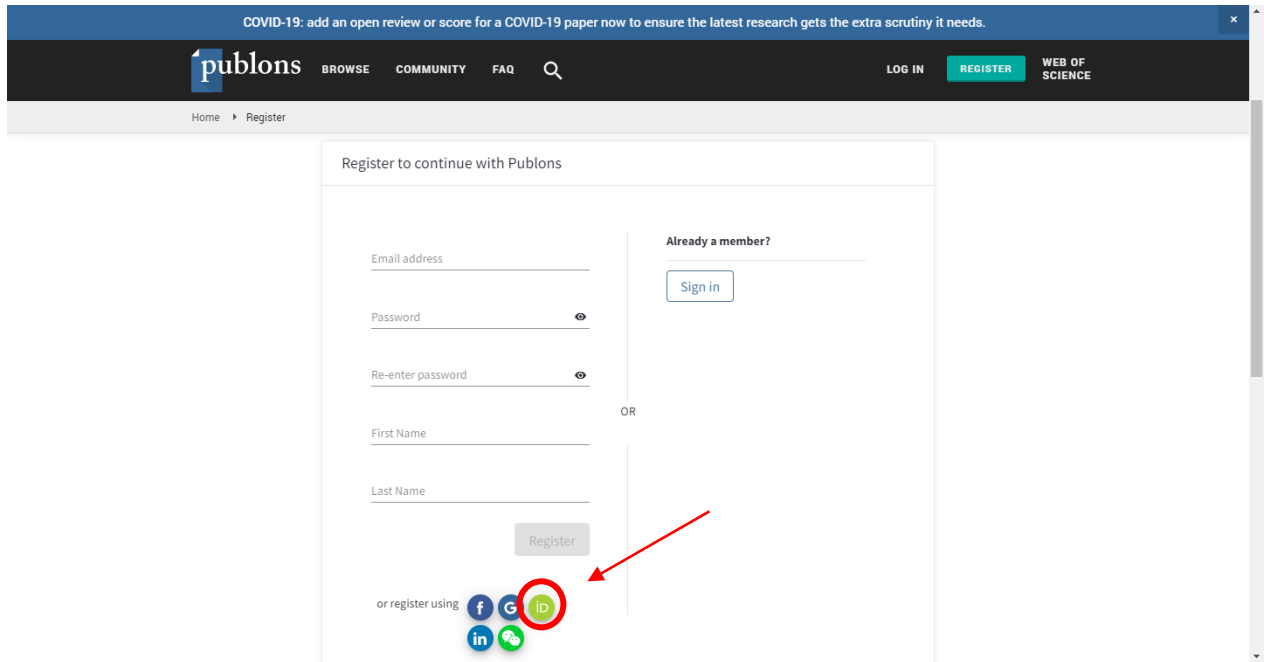 COVID-19: add an open review or score for a COVID-19 paper now to ensure the latest research gets the extra scrutiny it needs.
×
publons BROWSE COMMUNITY FAQ LOG IN REGISTER WEB OF
SCIENCE
Home Register
Register to continue with Publons
Email address
Password
Re-enter password
First Name
Last Name
Register
or register using f G iD
in
OR
Already a member?
Sign in